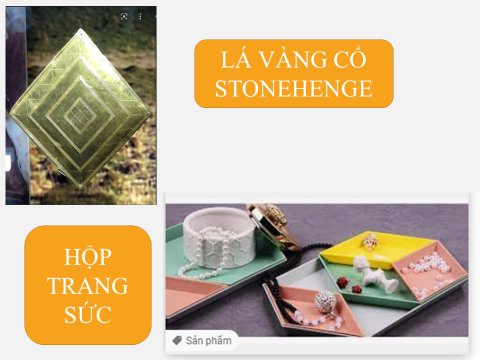 LÁ VÀNG CỔ
STONEHENGE
HỘP
TRANG
SỨC
Sản phẩm